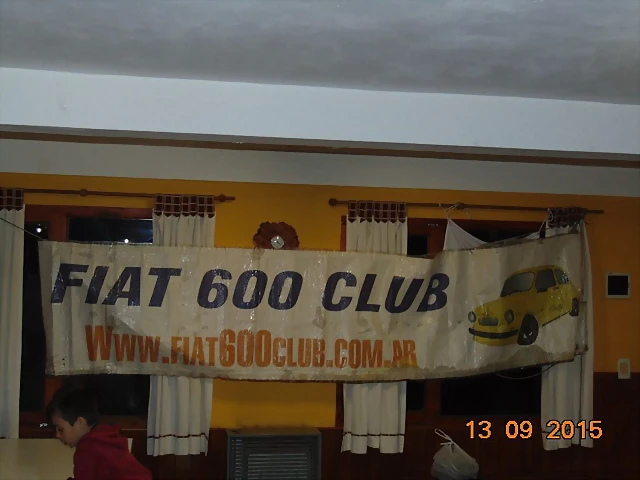 FIAT 600 CLUB
WWW.FIAT600CLUB.COM.AR
13 09 2015